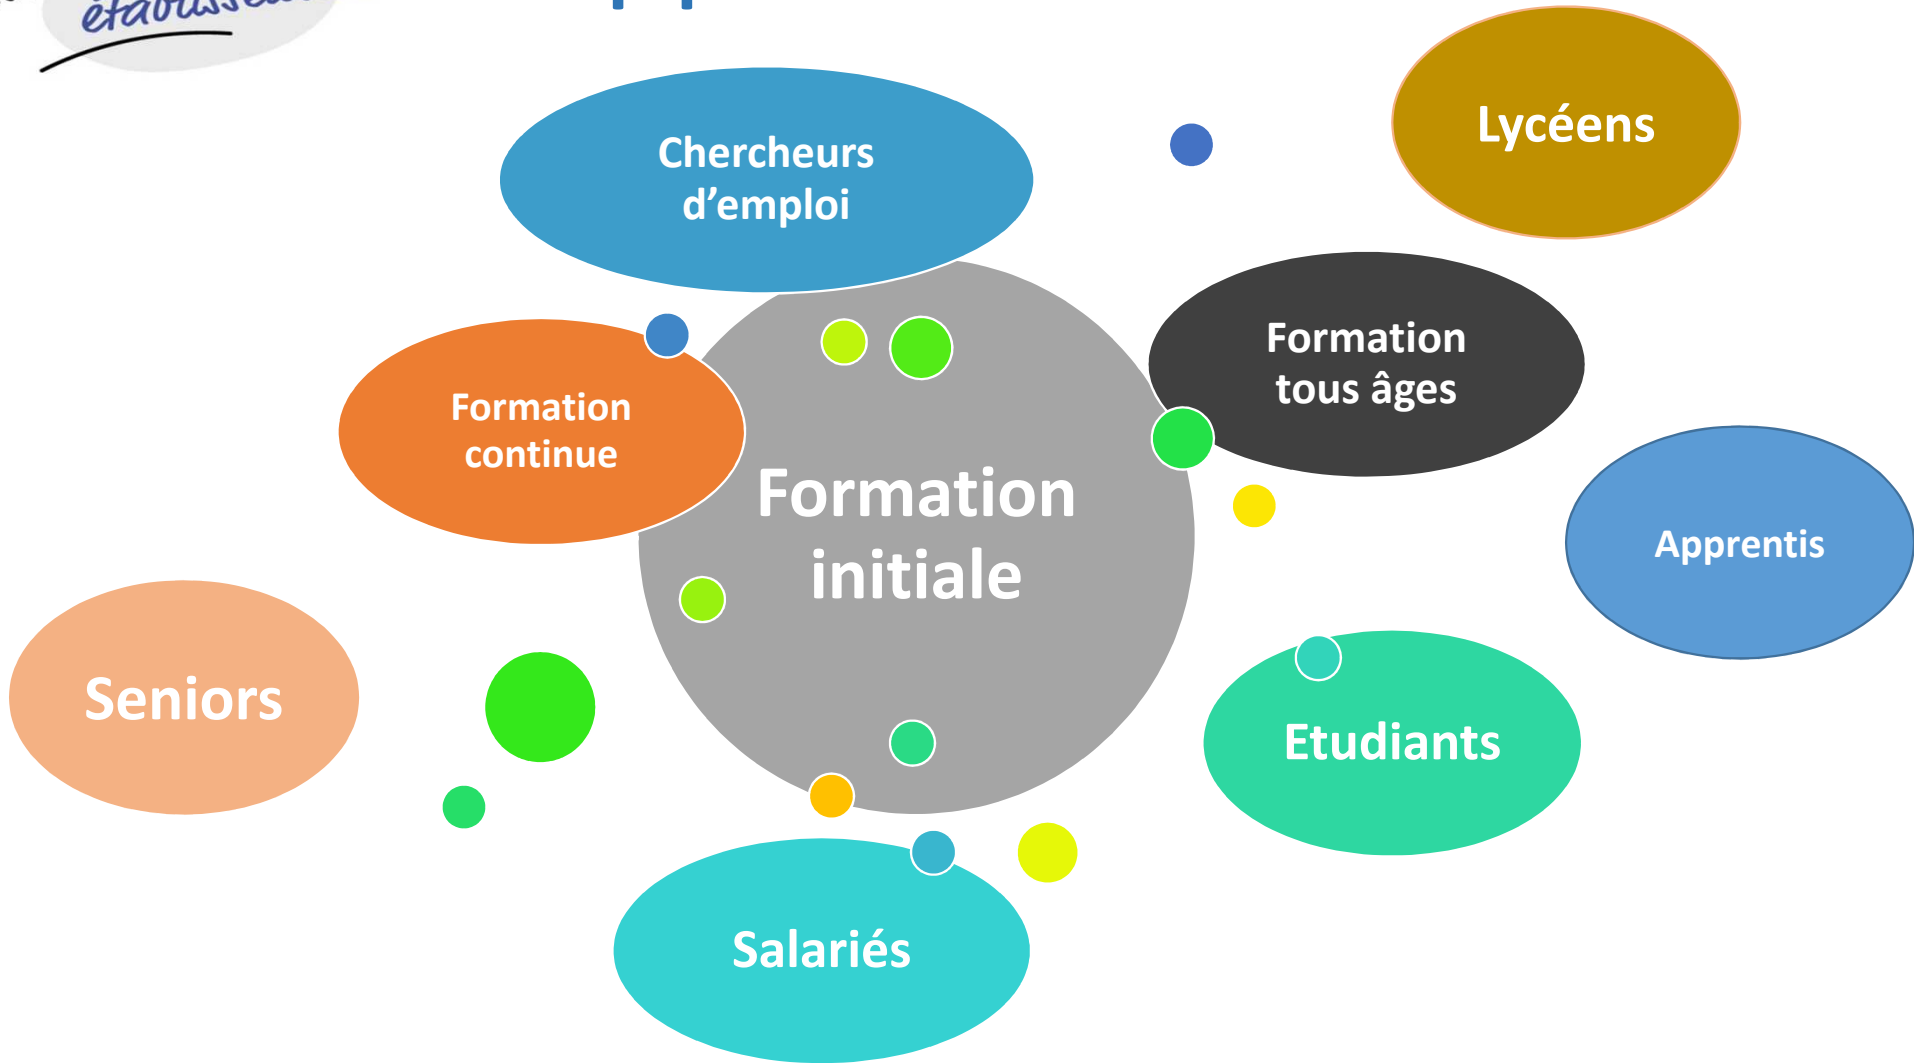 Lycéens
Chercheurs
d’emploi
Formation
tous âges
Formation
continue
Formation
initiale
Apprentis
Seniors
Etudiants
Salariés